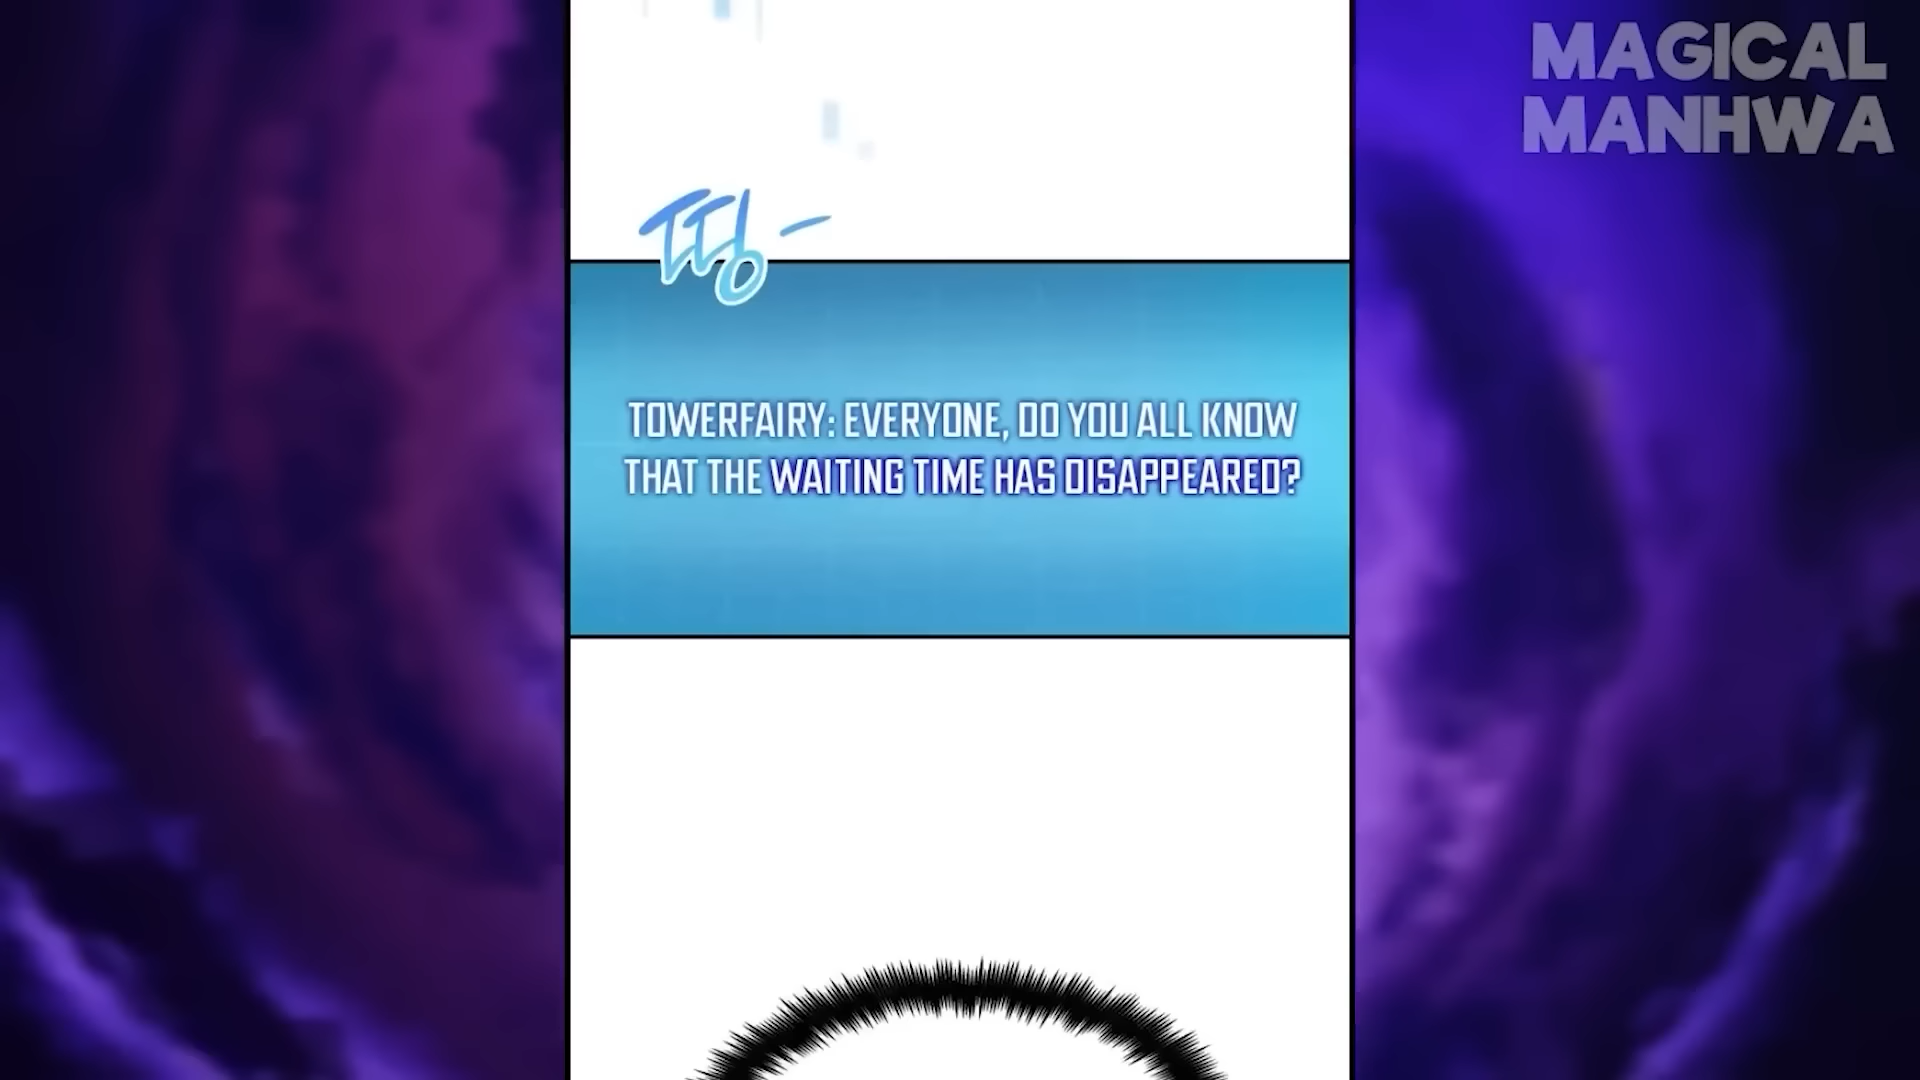 MAGICAL
MANHWA
띵-
TOWERFAIRY: EVERYONE, DO YOU ALL KNOW
THAT THE WAITING TIME HAS DISAPPEARED?